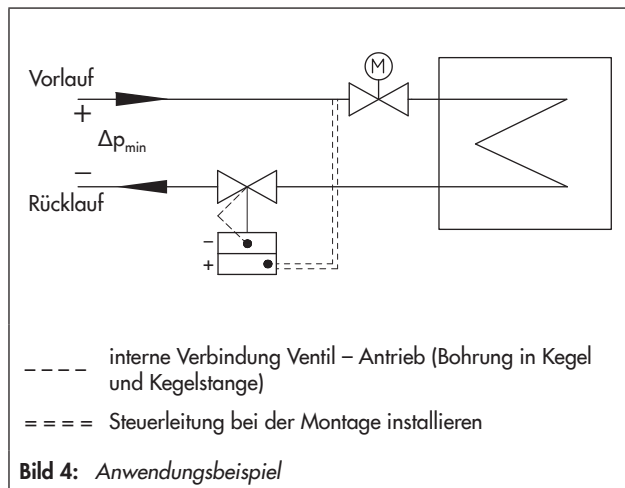 Vorlauf
M
+
Δpmin
−
Rücklauf
−
+
---- interne Verbindung Ventil – Antrieb (Bohrung in Kegel
und Kegelstange)
==== Steuerleitung bei der Montage installieren
Bild 4: Anwendungsbeispiel